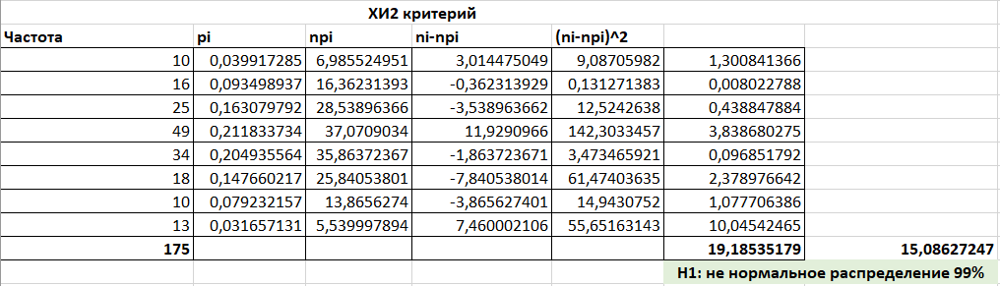 ХИ2 критерий
Частота pi npi ni-npi (ni-npi)^2
10 0,039917285 6,985524951 3,014475049 9,08705982 1,300841366
16 0,093498937 16,36231393 -0,362313929 0,131271383 0,008022788
25 0,163079792 28,53896366 -3,538963662 12,5242638 0,438847884
49 0,211833734 37,0709034 11,9290966 142,3033457 3,838680275
34 0,204935564 35,86372367 -1,863723671 3,473465921 0,096851792
18 0,147660217 25,84053801 -7,840538014 61,47403635 2,378976642
10 0,079232157 13,8656274 -3,865627401 14,9430752 1,077706386
13 0,031657131 5,539997894 7,460002106 55,65163143 10,04542465
175 19,18535179 15,08627247
H1: не нормальное распределение 99%